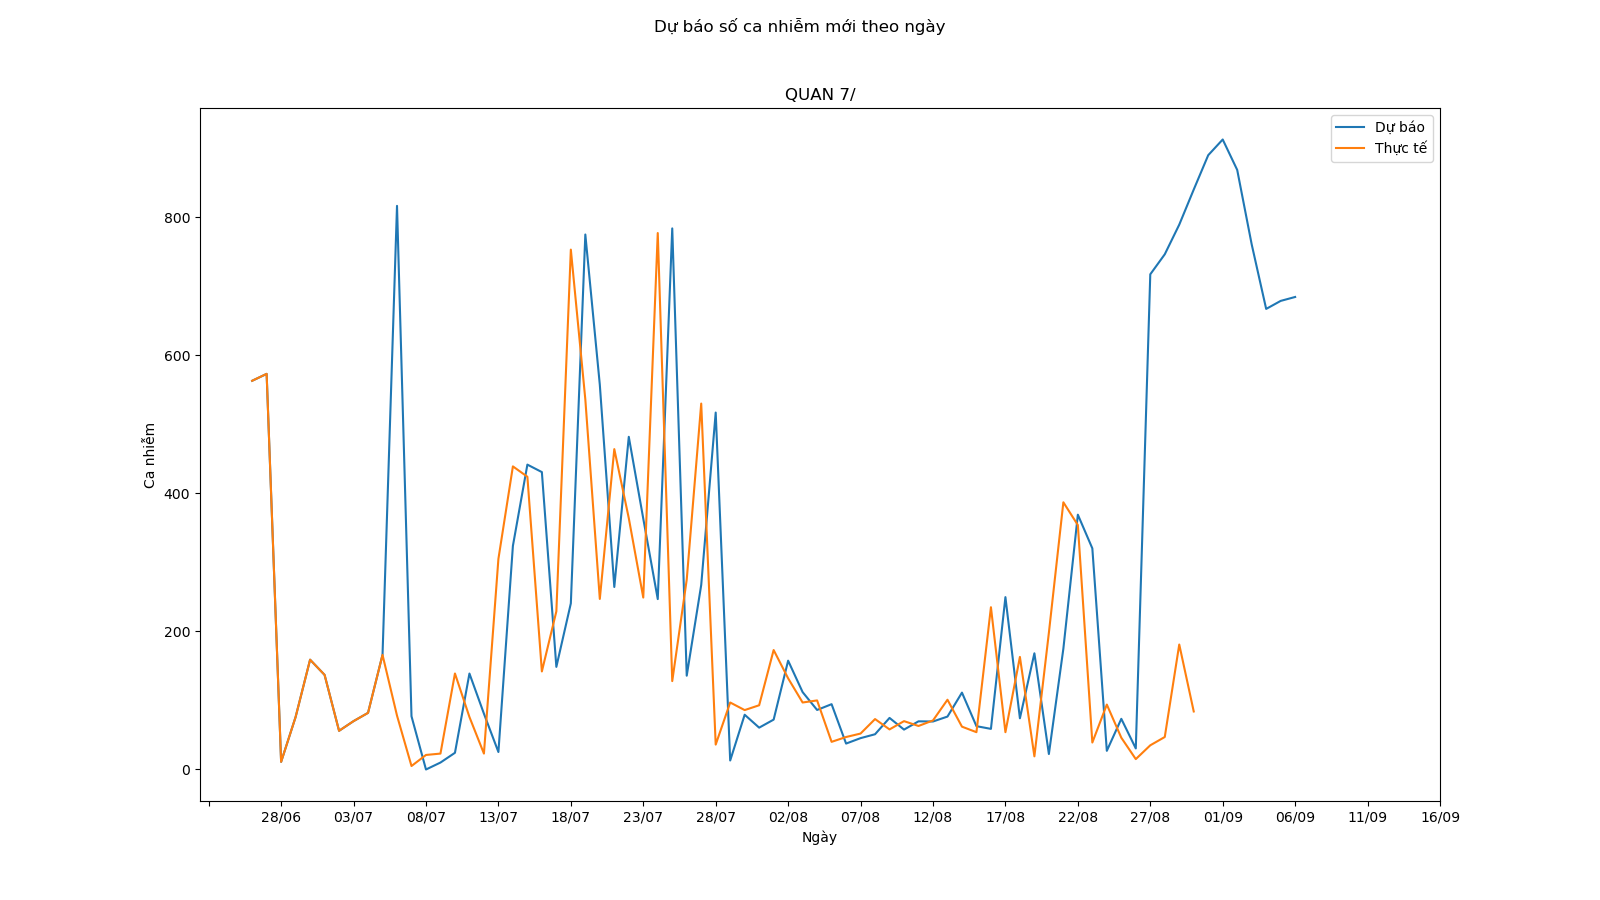 Dự báo số ca nhiễm mới theo ngày
QUAN 7/
Dự báo
Thực tế
Ca nhiễm
800
600
400
200
0
28/06 03/07 08/07 13/07 18/07 23/07 28/07 02/08 07/08 12/08 17/08 22/08 27/08 01/09 06/09 11/09 16/09
Ngày